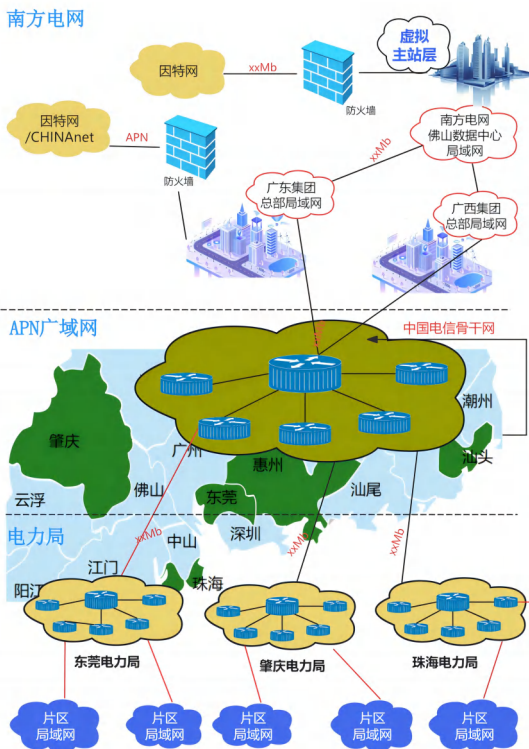 南方电网
虚拟
主站层
因特网
xxMb
防火墙
因特网
/CHINAnet
APN
防火墙
南方电网
佛山数据中心
局域网
xxMb
广东集团
总部局域网
广西集团
总部局域网
APN广域网
中国电信骨干网
潮州
肇庆
广州
惠州
汕头
佛山
东莞
汕尾
云浮
深圳
电力局
中山
xxMb
xxMb
xxMb
江门
阳江
珠海
东莞电力局
肇庆电力局
珠海电力局
片区
局域网
片区
局域网
片区
局域网
片区
局域网
片区
局域网